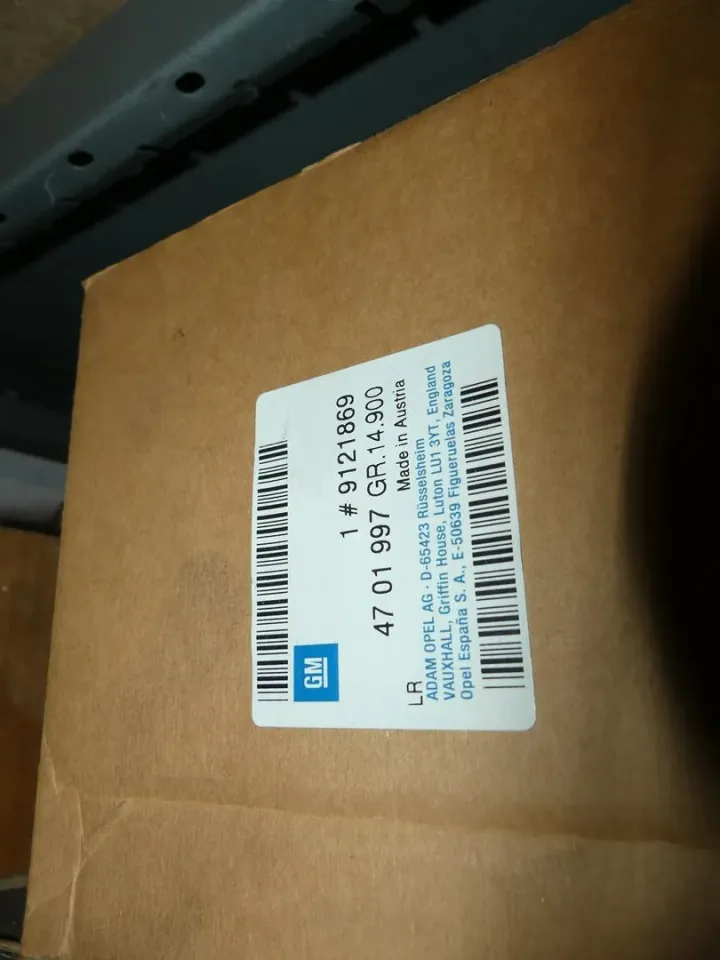 GM
1 # 9121869
47 01 997 GR.14.900
Made in Austria
LR
ADAM OPEL AG · D-65423 Rüsselsheim
VAUXHALL, Griffin House, Luton LU1 3YT, England
Opel España S. A., E-50639 Figueruelas Zaragoza